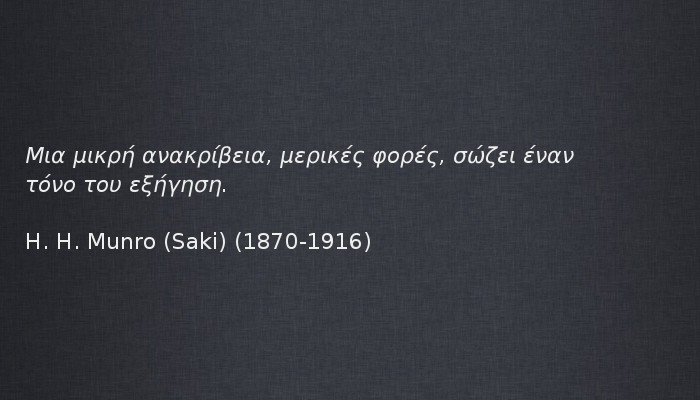 Μια μικρή ανακρίβεια, μερικές φορές, σώζει έναν
τόνο του εξήγηση.
H. H. Munro (Saki) (1870-1916)